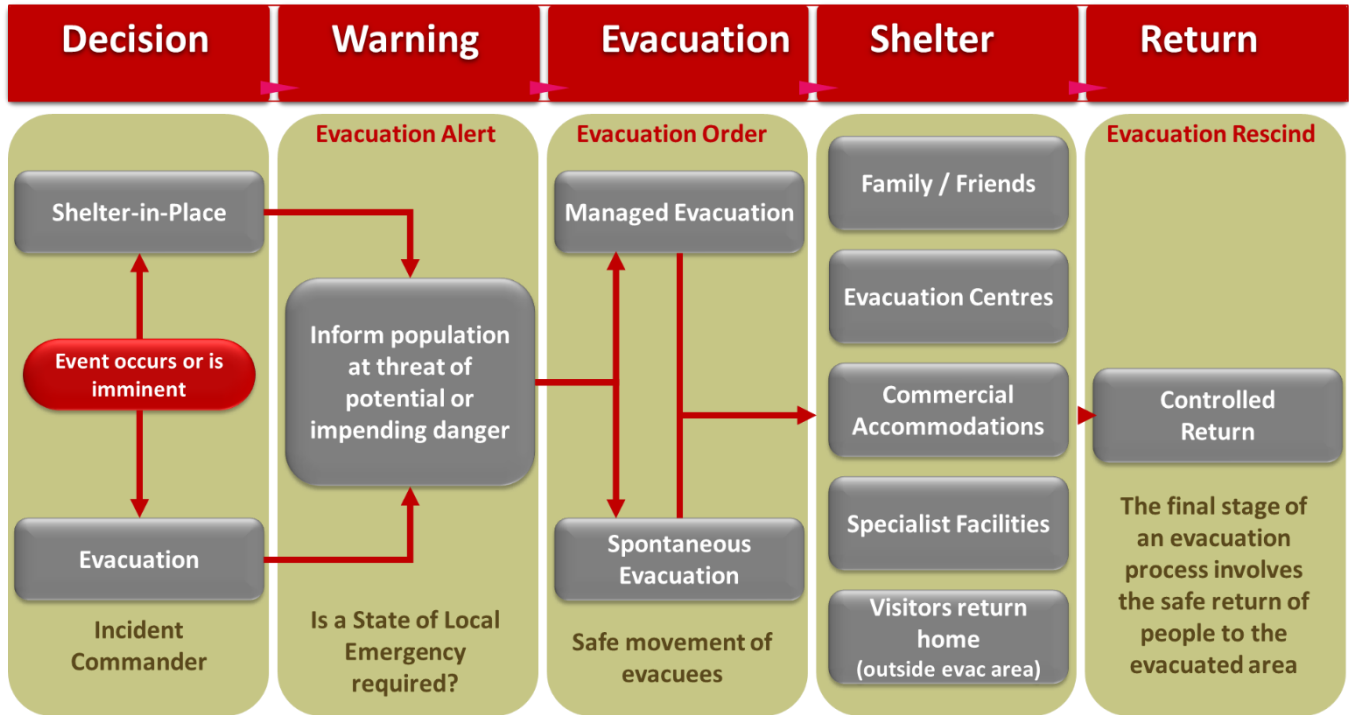 Decision
Warning
Evacuation
Shelter
Return
Shelter-in-Place
Event occurs or is
imminent
Evacuation
Incident
Commander
Evacuation Alert
Inform population
at threat of
potential or
impending danger
Is a State of Local
Emergency
required?
Evacuation Order
Managed Evacuation
Spontaneous
Evacuation
Safe movement of
evacuees
Family / Friends
Evacuation Centres
Commercial
Accommodations
Specialist Facilities
Visitors return
home
(outside evac area)
Evacuation Rescind
Controlled
Return
The final stage of
an evacuation
process involves
the safe return of
people to the
evacuated area